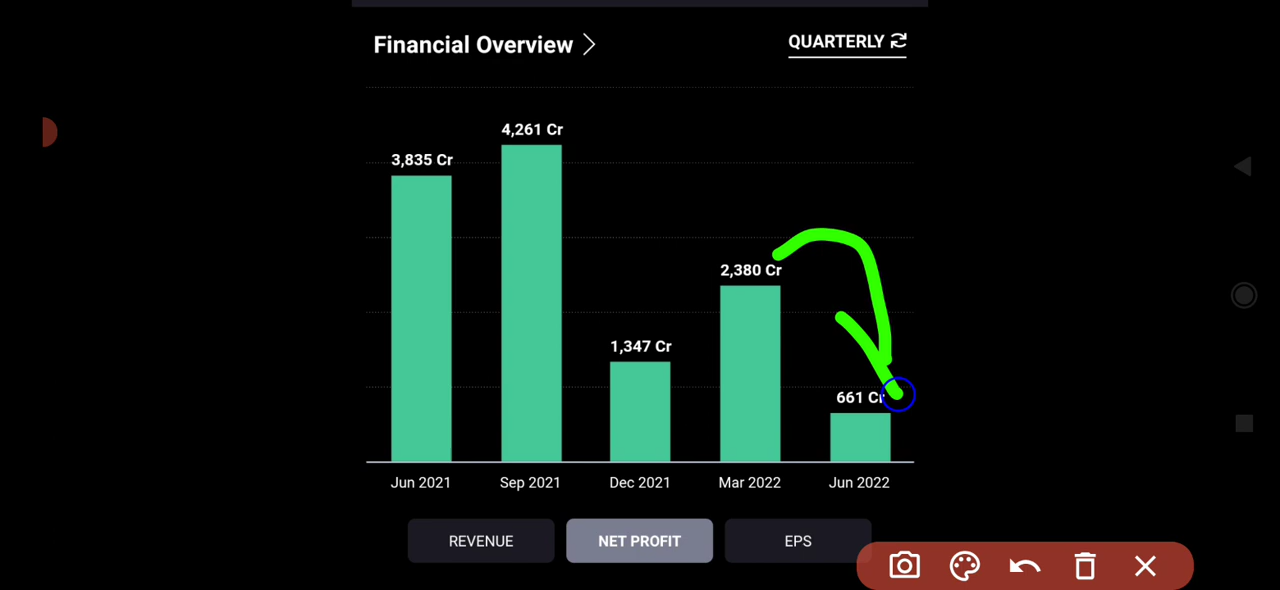 Financial Overview
QUARTERLY
4,261 Cr
3,835 Cr
2,380 Cr
1,347 Cr
661 Cr
Jun 2021 Sep 2021 Dec 2021 Mar 2022 Jun 2022
REVENUE NET PROFIT EPS